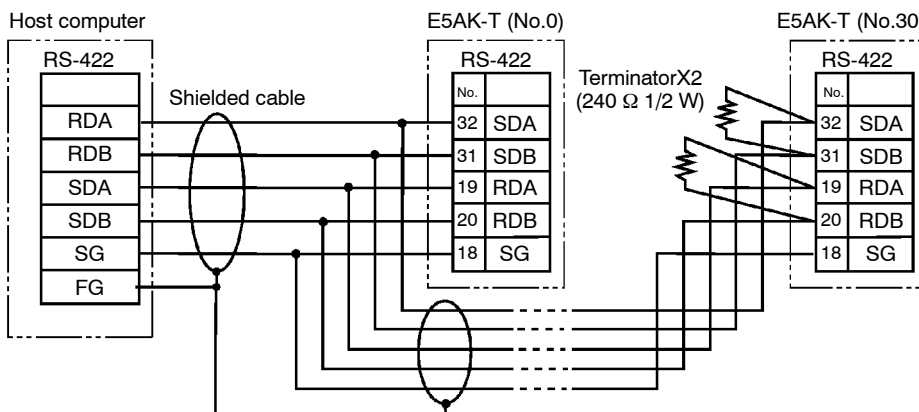 Host computer
RS-422
RDA
RDB
SDA
SDB
SG
FG
Shielded cable
E5AK-T (No.0)
RS-422
No.
32 SDA
31 SDB
19 RDA
20 RDB
18 SG
TerminatorX2
(240 Ω 1/2 W)
E5AK-T (No.30
RS-422
No.
32 SDA
31 SDB
19 RDA
20 RDB
18 SG